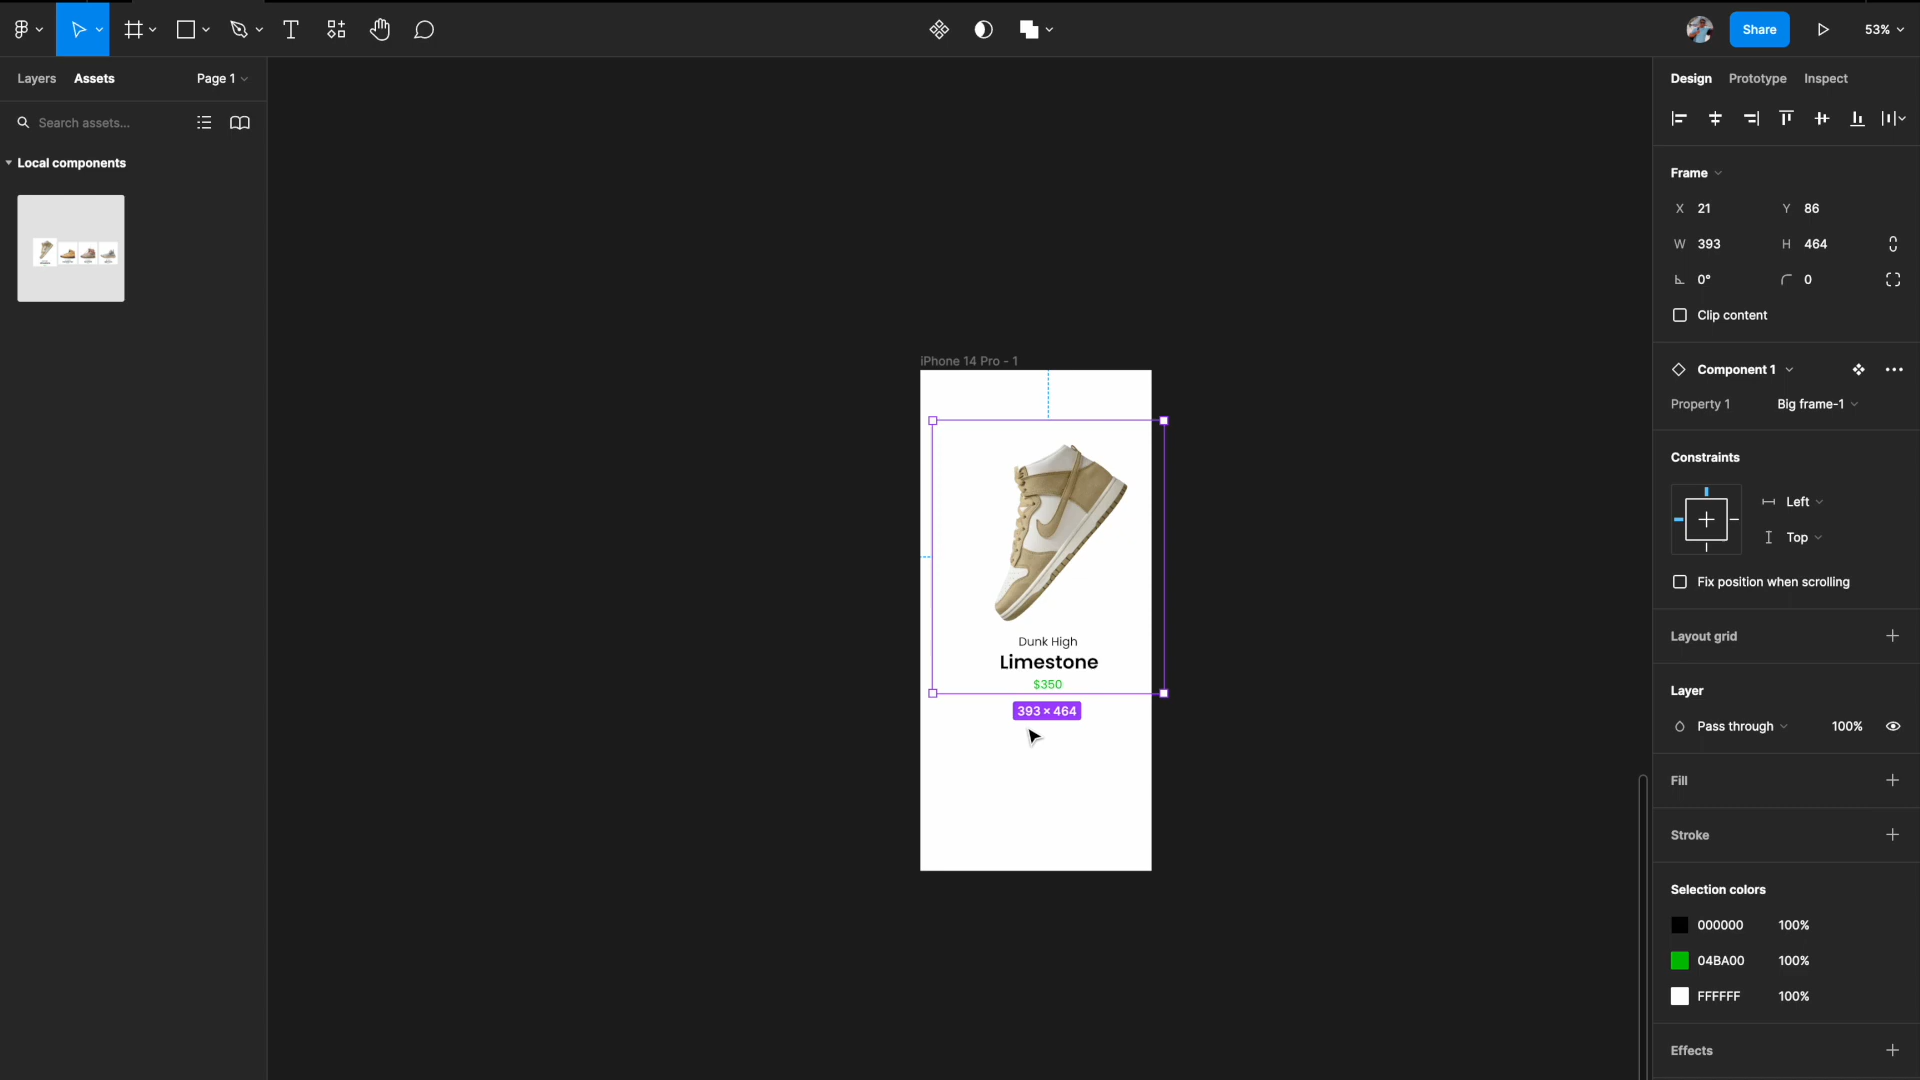 Share
53%
Layers
Assets
Page 1
Search assets...
Local components
iPhone 14 Pro - 1
Dunk High
Limestone
$350
393 × 464
Design
Prototype
Inspect
Frame
X 21
Y 86
W 393
H 464
0°
0
Clip content
Component 1
Property 1
Big frame-1
Constraints
Left
Top
Fix position when scrolling
Layout grid
Layer
Pass through
100%
Fill
Stroke
Selection colors
000000 100%
04BA00 100%
FFFFFF 100%
Effects